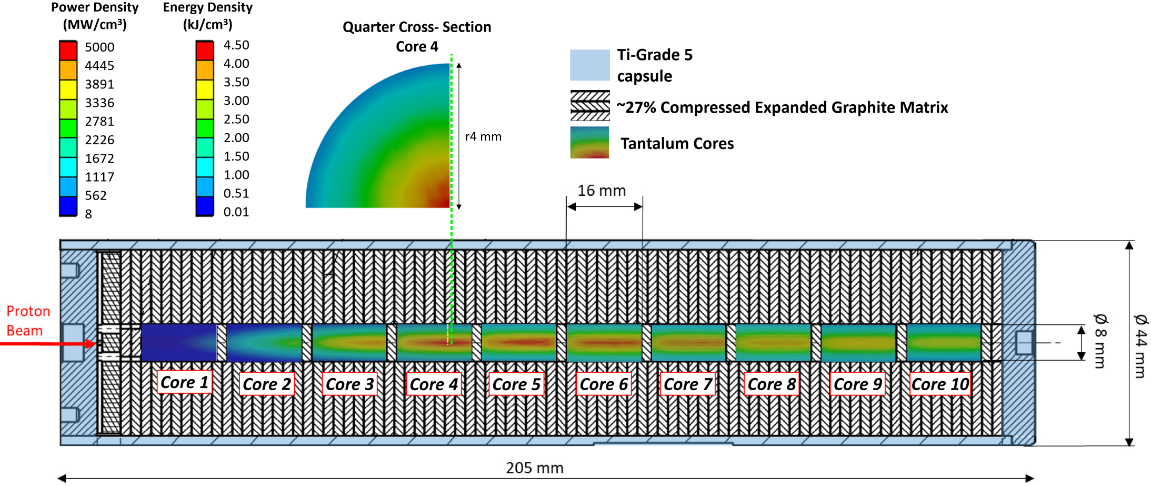 Power Density
(MW/cm³)
5000
4445
3891
3336
2781
2226
1672
1117
562
8
Energy Density
(kJ/cm³)
4.50
4.00
3.50
3.00
2.50
2.00
1.50
1.00
0.51
0.01
Quarter Cross- Section
Core 4
r4 mm
Ti-Grade 5
capsule
~27% Compressed Expanded Graphite Matrix
Tantalum Cores
16 mm
Proton
Beam
Core 1
Core 2
Core 3
Core 4
Core 5
Core 6
Core 7
Core 8
Core 9
Core 10
Ø 8 mm
Ø 44 mm
205 mm